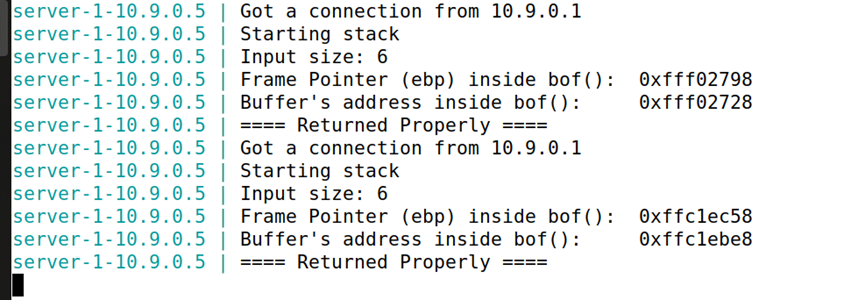 server-1-10.9.0.5 | Got a connection from 10.9.0.1
server-1-10.9.0.5 | Starting stack
server-1-10.9.0.5 | Input size: 6
server-1-10.9.0.5 | Frame Pointer (ebp) inside bof():  0xfff02798
server-1-10.9.0.5 | Buffer's address inside bof():     0xfff02728
server-1-10.9.0.5 | ==== Returned Properly ====
server-1-10.9.0.5 | Got a connection from 10.9.0.1
server-1-10.9.0.5 | Starting stack
server-1-10.9.0.5 | Input size: 6
server-1-10.9.0.5 | Frame Pointer (ebp) inside bof():  0xffc1ec58
server-1-10.9.0.5 | Buffer's address inside bof():     0xffc1ebe8
server-1-10.9.0.5 | ==== Returned Properly ====